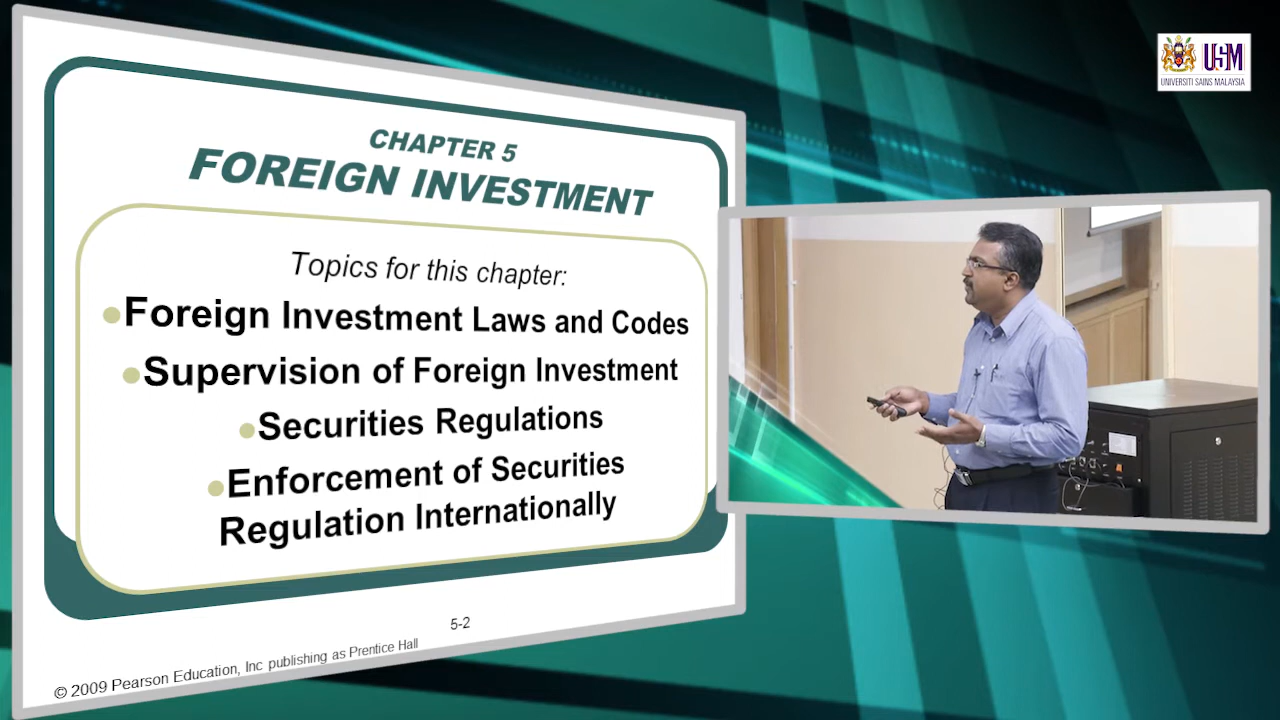 CHAPTER 5
FOREIGN INVESTMENT
Topics for this chapter:
Foreign Investment Laws and Codes
Supervision of Foreign Investment
Securities Regulations
Enforcement of Securities
Regulation Internationally
5-2
© 2009 Pearson Education, Inc publishing as Prentice Hall
USM
UNIVERSITI SAINS MALAYSIA